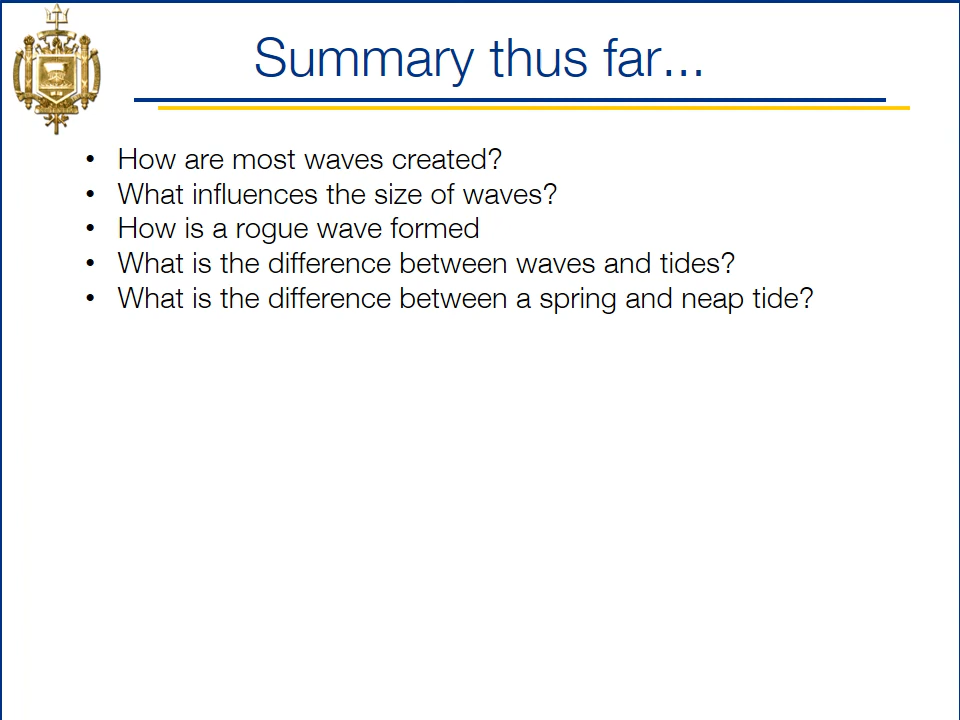 Summary thus far...
• How are most waves created?
• What influences the size of waves?
• How is a rogue wave formed
• What is the difference between waves and tides?
• What is the difference between a spring and neap tide?